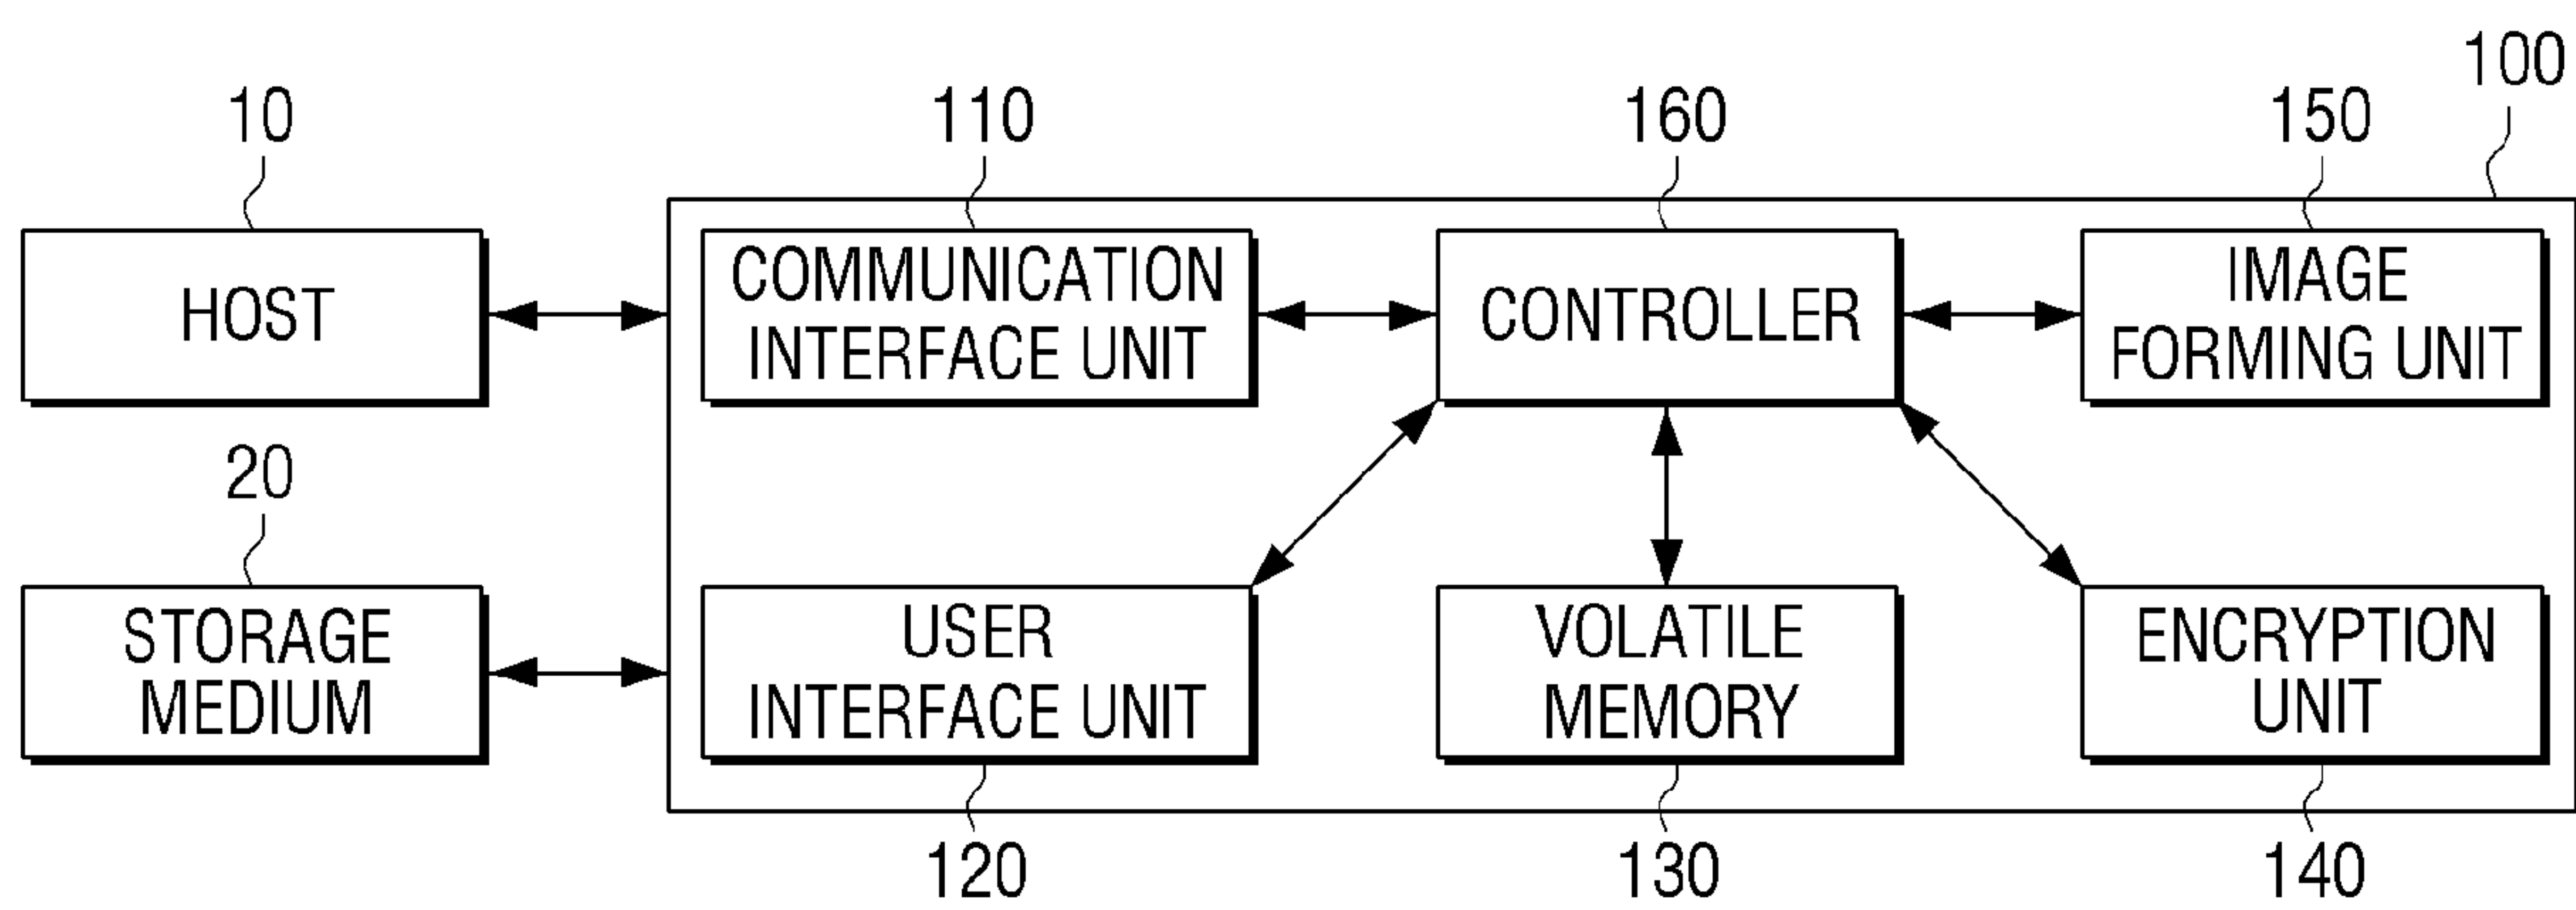 100
10
110
160
150
HOST
COMMUNICATION
INTERFACE UNIT
CONTROLLER
IMAGE
FORMING UNIT
20
STORAGE
MEDIUM
USER
INTERFACE UNIT
VOLATILE
MEMORY
ENCRYPTION
UNIT
120
130
140